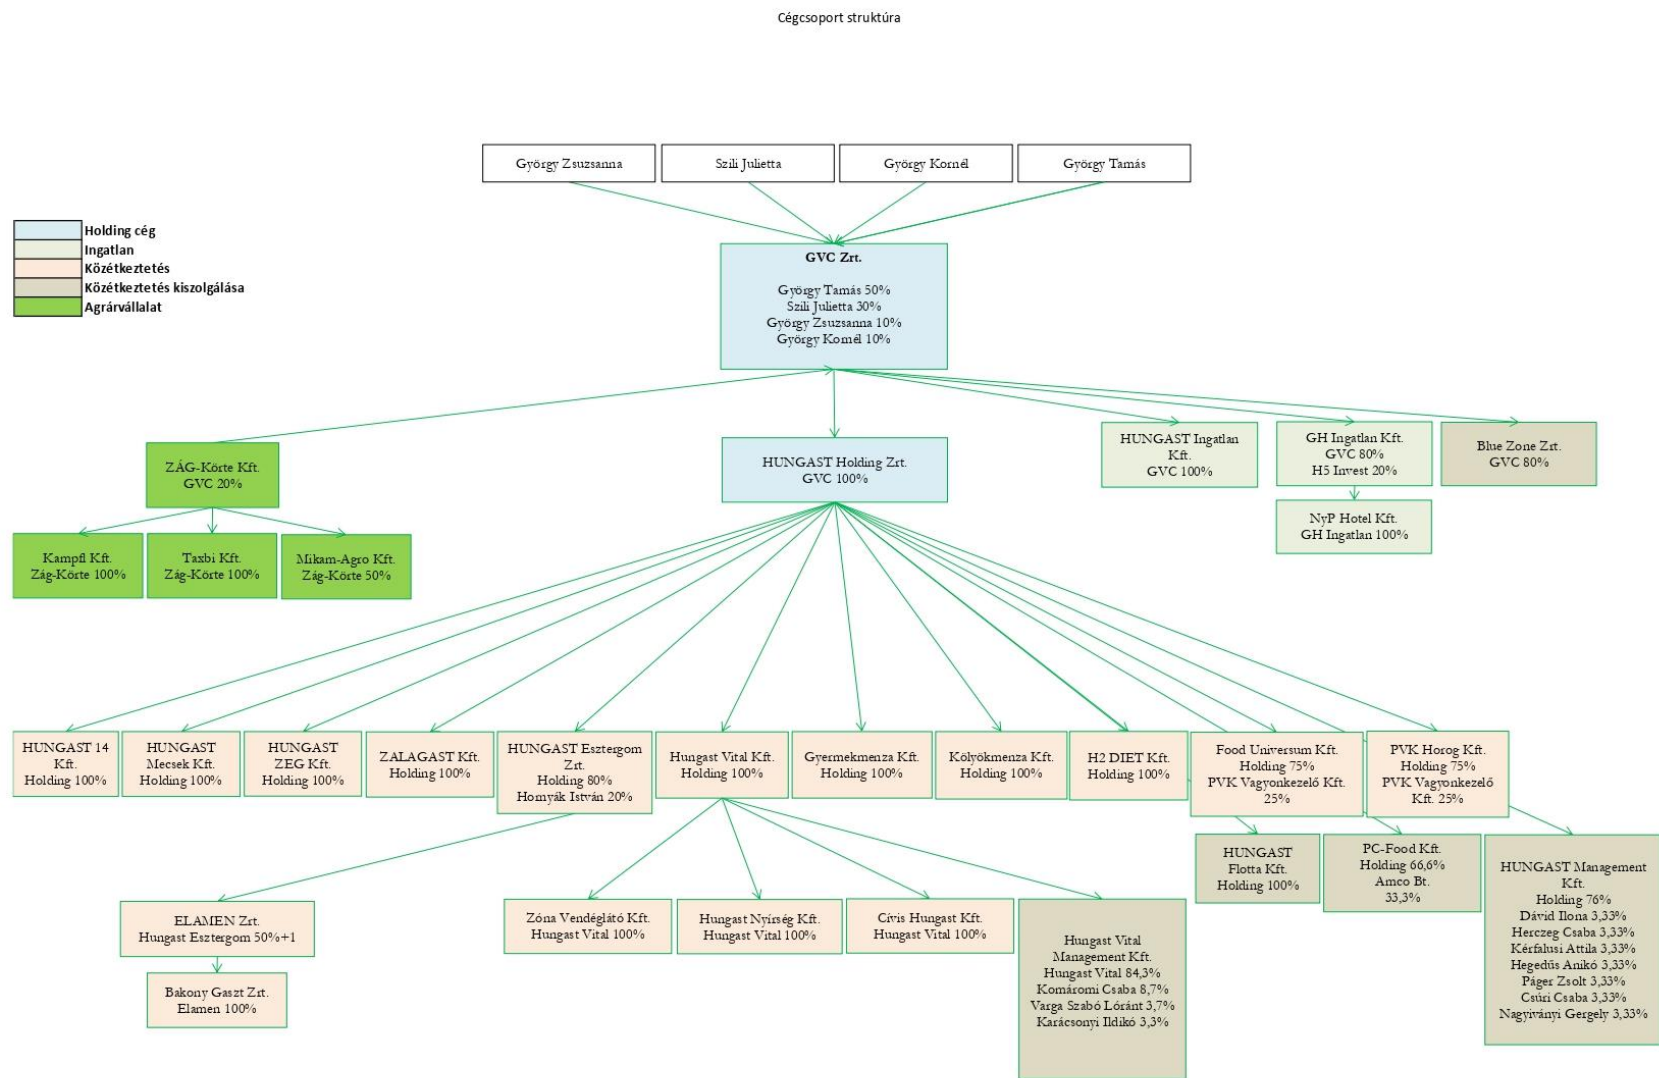 Cégcsoport struktúra
György Zsuzsanna
Szili Julietta
György Kornél
György Tamás
Holding cég
Ingatlan
Közétkeztetés
Közétkeztetés kiszolgálása
Agrárvállalat
GVC Zrt.
György Tamás 50%
Szili Julietta 30%
György Zsuzsanna 10%
György Kornél 10%
ZÁG-Körte Kft.
GVC 20%
HUNGAST Holding Zrt.
GVC 100%
HUNGAST Ingatlan
Kft.
GVC 100%
GH Ingatlan Kft.
GVC 80%
H5 Invest 20%
Blue Zone Zrt.
GVC 80%
NyP Hotel Kft.
GH Ingatlan 100%
Kampfl Kft.
Zág-Körte 100%
Taxbi Kft.
Zág-Körte 100%
Mikam-Agro Kft.
Zág-Körte 50%
HUNGAST 14
Kft.
Holding 100%
HUNGAST
Mecsek Kft.
Holding 100%
HUNGAST
ZEG Kft.
Holding 100%
ZALAGAST Kft.
Holding 100%
HUNGAST Esztergom
Zrt.
Holding 80%
Hornyák István 20%
Hungast Vital Kft.
Holding 100%
Gyermekmenza Kft.
Holding 100%
Kölyökmenza Kft.
Holding 100%
H2 DIET Kft.
Holding 100%
Food Universum Kft.
Holding 75%
PVK Vagyonkezelő Kft.
25%
PVK Horog Kft.
Holding 75%
PVK Vagyonkezelő
Kft. 25%
HUNGAST
Flotta Kft.
Holding 100%
PC-Food Kft.
Holding 66,6%
Amco Bt.
33,3%
HUNGAST Management
Kft.
Holding 76%
Dávid Ilona 3,33%
Herczeg Csaba 3,33%
Kérfalusi Attila 3,33%
Hegedűs Anikó 3,33%
Páger Zsolt 3,33%
Csűri Csaba 3,33%
Nagyiványi Gergely 3,33%
ELAMEN Zrt.
Hungast Esztergom 50%+1
Bakony Gaszt Zrt.
Elamen 100%
Zóna Vendéglátó Kft.
Hungast Vital 100%
Hungast Nyírség Kft.
Hungast Vital 100%
Cívis Hungast Kft.
Hungast Vital 100%
Hungast Vital
Management Kft.
Hungast Vital 84,3%
Komáromi Csaba 8,7%
Varga Szabó Lóránt 3,7%
Karácsonyi Ildikó 3,3%